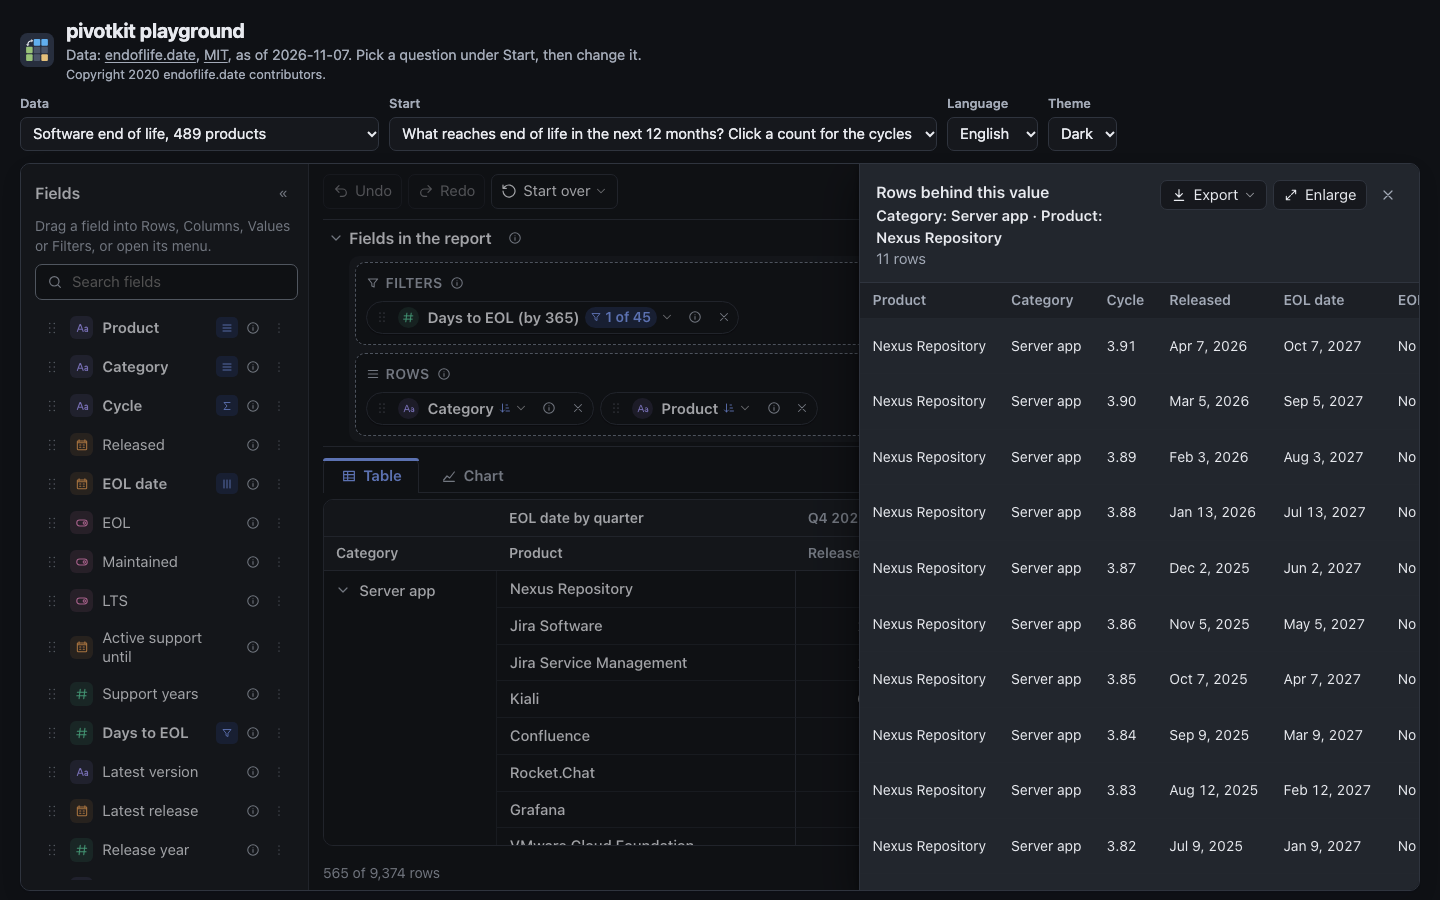 pivotkit playground
Data: endoflife.date, MIT, as of 2026-11-07. Pick a question under Start, then change it.
Copyright 2020 endoflife.date contributors.
Data
Start
Language
Theme
Software end of life, 489 products
What reaches end of life in the next 12 months? Click a count for the cycles
English
Dark
Fields
«
Drag a field into Rows, Columns, Values
or Filters, or open its menu.
Search fields
Aa Product
Aa Category
Aa Cycle Σ
Released
EOL date
EOL
Maintained
LTS
Active support
until
# Support years
# Days to EOL
Aa Latest version
Latest release
# Release year
Undo
Redo
Start over
Fields in the report
FILTERS
# Days to EOL (by 365) 1 of 45
ROWS
Aa Category
Aa Product
Table
Chart
EOL date by quarter
Q4 202
Category
Product
Release
Server app
Nexus Repository
Jira Software
Jira Service Management
Kiali
Confluence
Rocket.Chat
Grafana
VMware Cloud Foundation
565 of 9,374 rows
Rows behind this value
Category: Server app · Product:
Nexus Repository
11 rows
Export
Enlarge
Product Category Cycle Released EOL date EOL
Nexus Repository Server app 3.91 Apr 7, 2026 Oct 7, 2027 No
Nexus Repository Server app 3.90 Mar 5, 2026 Sep 5, 2027 No
Nexus Repository Server app 3.89 Feb 3, 2026 Aug 3, 2027 No
Nexus Repository Server app 3.88 Jan 13, 2026 Jul 13, 2027 No
Nexus Repository Server app 3.87 Dec 2, 2025 Jun 2, 2027 No
Nexus Repository Server app 3.86 Nov 5, 2025 May 5, 2027 No
Nexus Repository Server app 3.85 Oct 7, 2025 Apr 7, 2027 No
Nexus Repository Server app 3.84 Sep 9, 2025 Mar 9, 2027 No
Nexus Repository Server app 3.83 Aug 12, 2025 Feb 12, 2027 No
Nexus Repository Server app 3.82 Jul 9, 2025 Jan 9, 2027 No